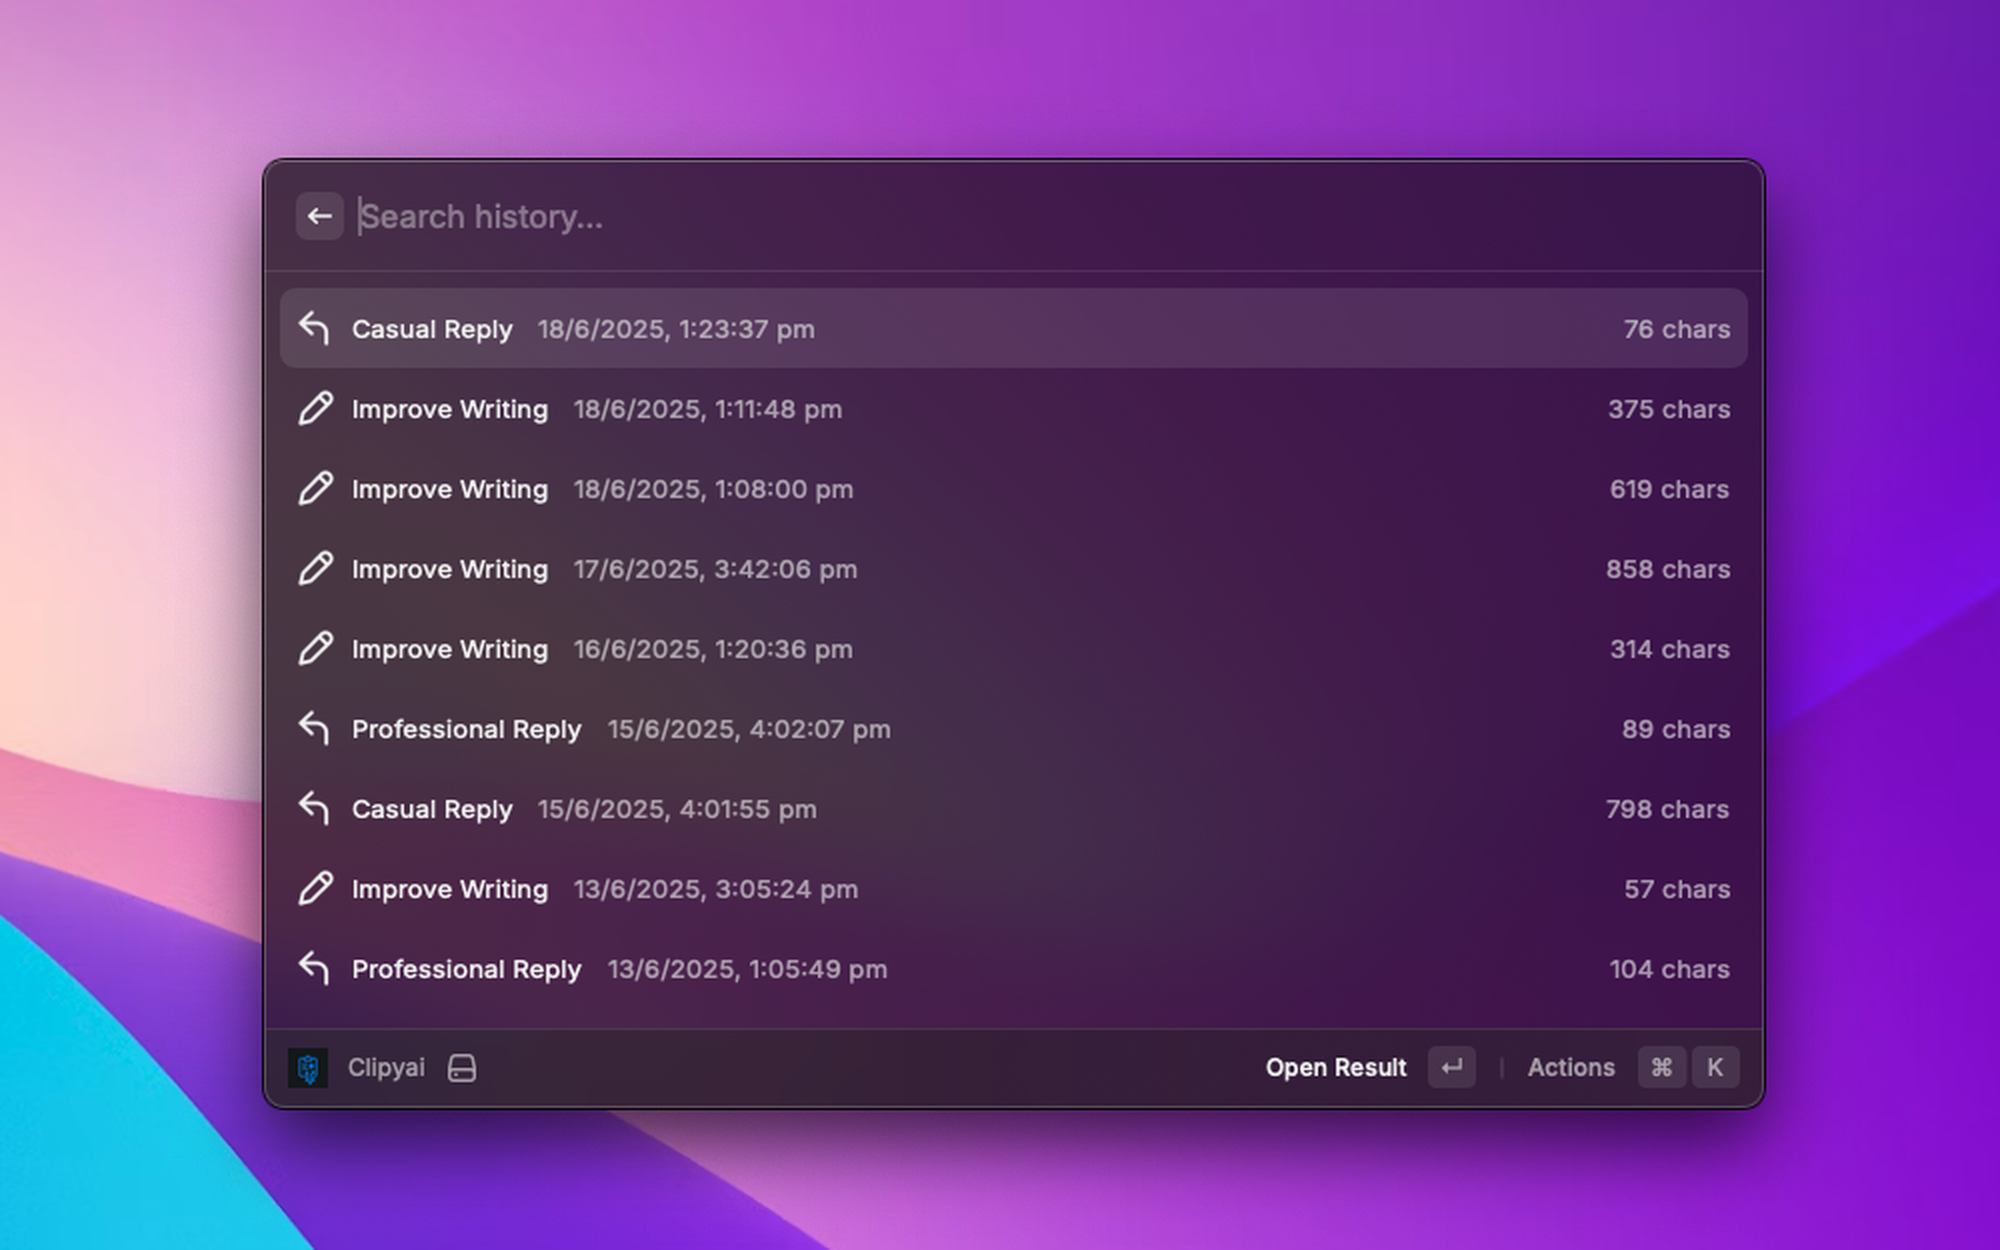 Search history...
Casual Reply 18/6/2025, 1:23:37 pm 76 chars
Improve Writing 18/6/2025, 1:11:48 pm 375 chars
Improve Writing 18/6/2025, 1:08:00 pm 619 chars
Improve Writing 17/6/2025, 3:42:06 pm 858 chars
Improve Writing 16/6/2025, 1:20:36 pm 314 chars
Professional Reply 15/6/2025, 4:02:07 pm 89 chars
Casual Reply 15/6/2025, 4:01:55 pm 798 chars
Improve Writing 13/6/2025, 3:05:24 pm 57 chars
Professional Reply 13/6/2025, 1:05:49 pm 104 chars
Clipyai Open Result ↵ | Actions ⌘ K